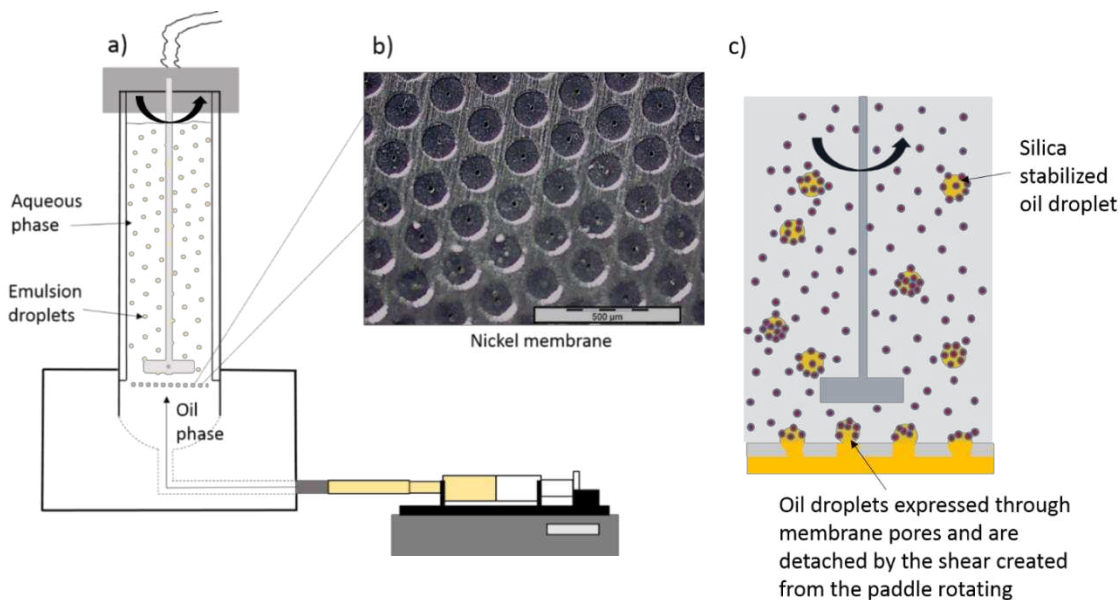 a)
b)
c)
Aqueous
phase
Emulsion
droplets
Oil
phase
500 µm
Nickel membrane
Silica
stabilized
oil droplet
Oil droplets expressed through
membrane pores and are
detached by the shear created
from the paddle rotating